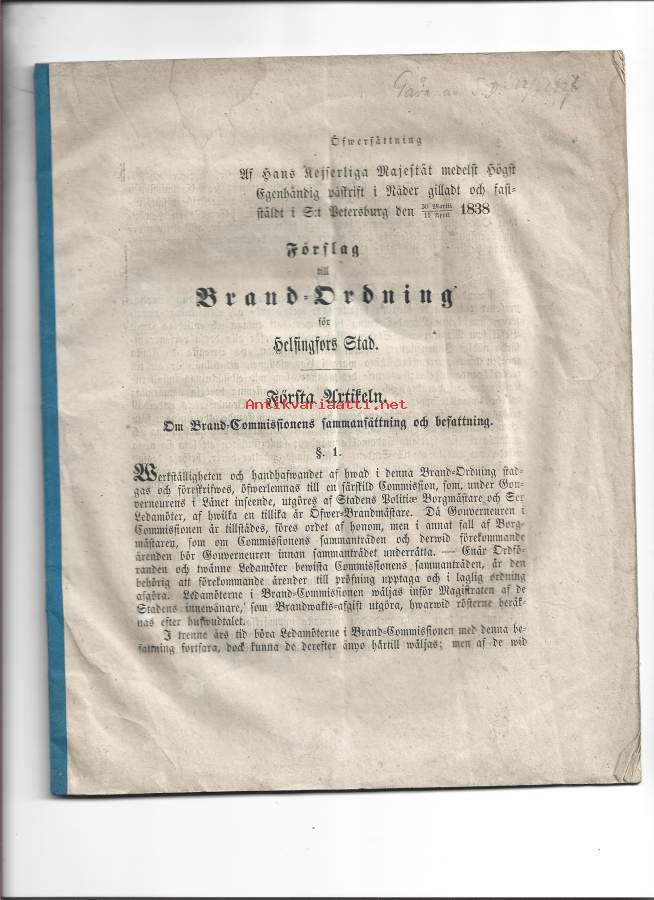 Gåva av
Öfwersättning
Af Hans Kejserliga Majestät medelst Högst
Egenhändig påskrift i Nåder gilladt och fast-
stäldt i S:t Petersburg den 30 Martii / 11 April 1838
Förslag
till
Brand-Ordning
för
Helsingfors Stad.
Första Artikeln.
Antikvariaatti.net
Om Brand-Commissionens sammansättning och befattning.
§. 1.
Werkställigheten och handhafwandet af hwad i denna Brand-Ordning stad-
gas och föreskrifwes, öfwerlemnas till en särskild Commission, som, under Gou-
verneurens i Länet inseende, utgöres af Stadens Politiæ Borgmästare och Sex
Ledamöter, af hwilka en tillika är Öfwer-Brandmästare. Då Gouverneuren i
Commissionen är tillstädes, föres ordet af honom, men i annat fall af Borg-
mästaren, som om Commissionens sammanträden och derwid förekommande
ärenden bör Gouverneuren innan sammanträdet underrätta. — Enär Ordfö-
randen och twänne Ledamöter bewista Commissionens sammanträden, är den
behörig att förekommande ärender till pröfning upptaga och i laglig ordning
afgöra. Ledamöterne i Brand-Commissionen wäljas inför Magistraten af de
Stadens innewånare, som Brandwakts-afgift utgöra, hwarwid rösterne beräk-
nas efter hufwudtalet.
I trenne års tid böra Ledamöterne i Brand-Commissionen med denna be-
fattning fortfara, dock kunna de derefter ånyo härtill wäljas; men af de wid